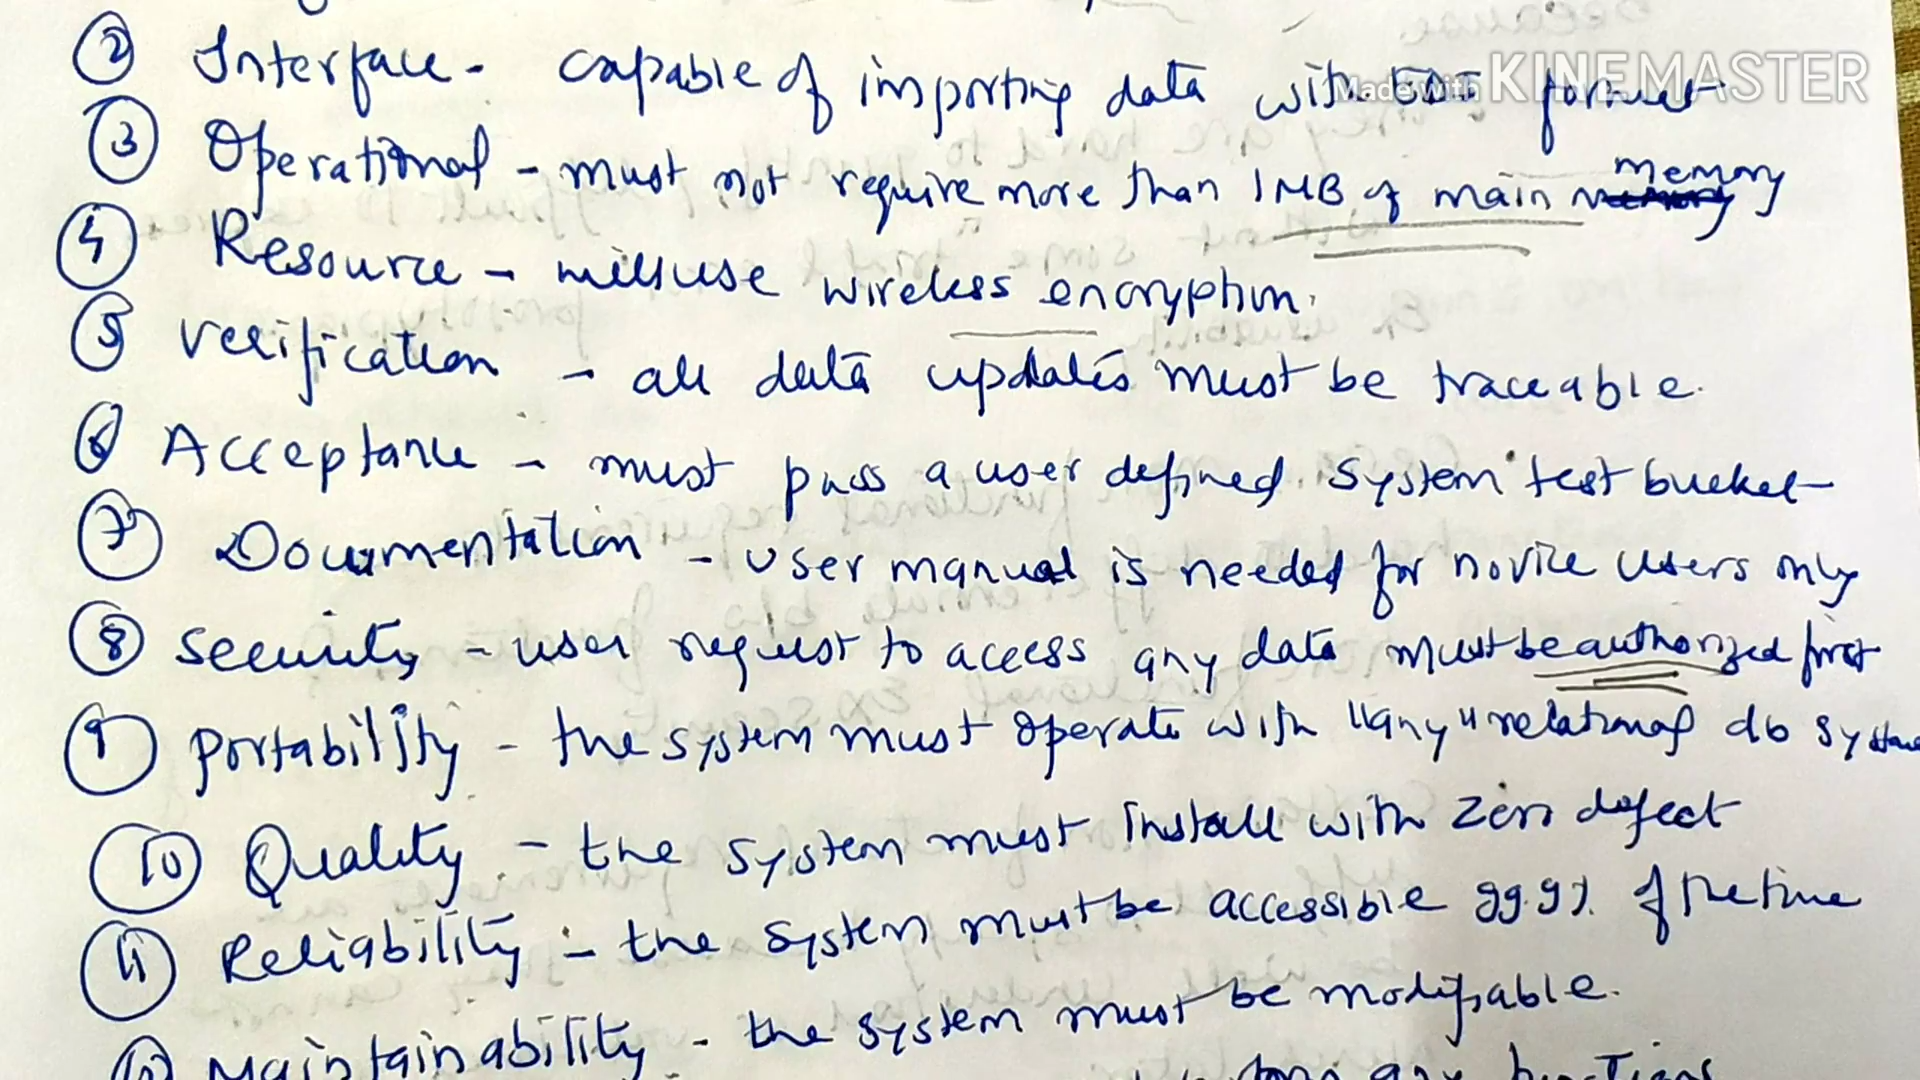 ② Interface - capable of importing data with format
Made with KINEMASTER
③ Operational - must not require more than 1MB of main memory
④ Resource - must use wireless encryption.
⑤ Verification - all data updates must be traceable.
⑥ Acceptance - must pass a user defined system test bucket
⑦ Documentation - user manual is needed for novice users only
⑧ Security - user request to access any data must be authorized first
⑨ Portability - the system must operate with "any" relational db system
⑩ Quality - the system must install with zero defect
⑪ Reliability - the system must be accessible 99.9% of the time
Maintainability - the system must be modifiable.